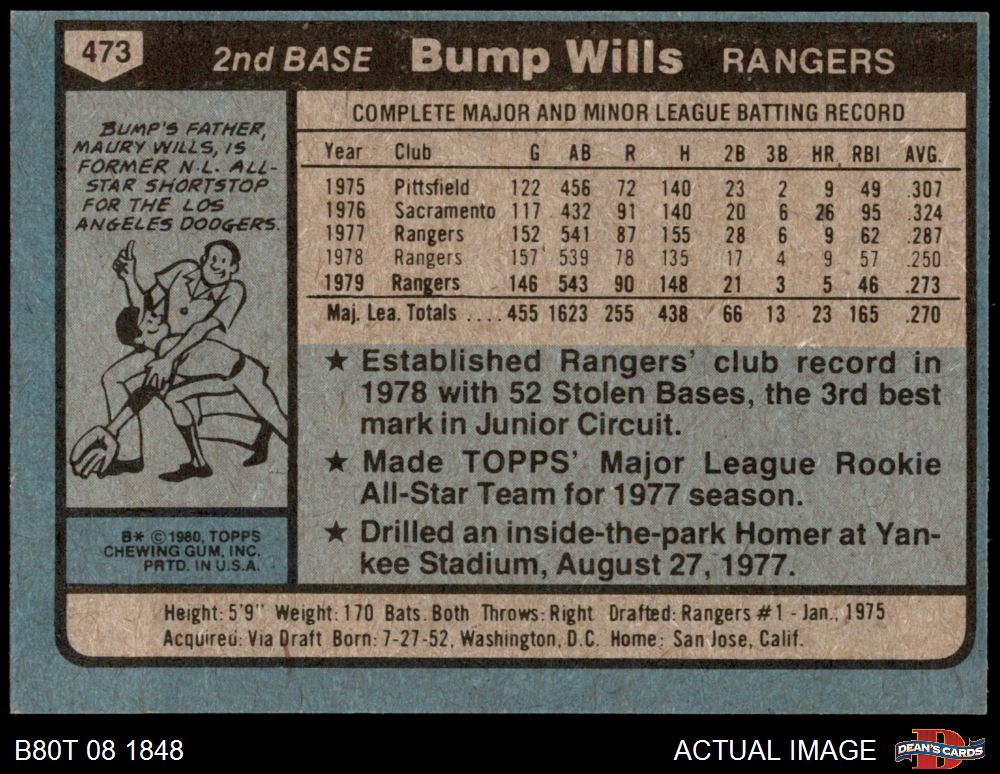 473 2nd BASE Bump Wills RANGERS
BUMP'S FATHER,
MAURY WILLS, IS
FORMER N.L. ALL-
STAR SHORTSTOP
FOR THE LOS
ANGELES DODGERS.
B* © 1980, TOPPS
CHEWING GUM, INC.
PRTD. IN U.S.A.
COMPLETE MAJOR AND MINOR LEAGUE BATTING RECORD
Year Club G AB R H 2B 3B HR RBI AVG.
1975 Pittsfield 122 456 72 140 23 2 9 49 .307
1976 Sacramento 117 432 91 140 20 6 26 95 .324
1977 Rangers 152 541 87 155 28 6 9 62 .287
1978 Rangers 157 539 78 135 17 4 9 57 .250
1979 Rangers 146 543 90 148 21 3 5 46 .273
Maj. Lea. Totals .... 455 1623 255 438 66 13 23 165 .270
★ Established Rangers' club record in
1978 with 52 Stolen Bases, the 3rd best
mark in Junior Circuit.
★ Made TOPPS' Major League Rookie
All-Star Team for 1977 season.
★ Drilled an inside-the-park Homer at Yan-
kee Stadium, August 27, 1977.
Height: 5'9" Weight: 170 Bats: Both Throws: Right Drafted: Rangers #1 - Jan., 1975
Acquired: Via Draft Born: 7-27-52, Washington, D.C. Home: San Jose, Calif.
B80T 08 1848 ACTUAL IMAGE DEAN'S CARDS